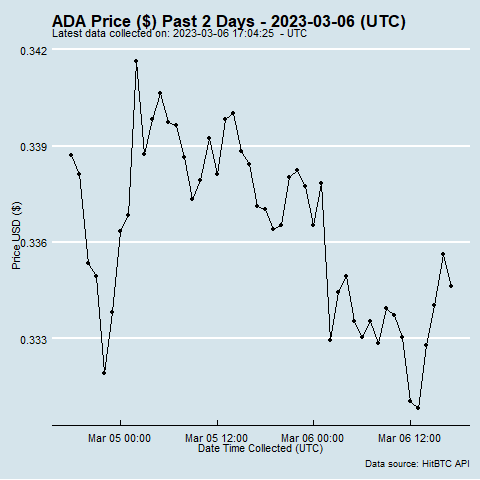 ADA Price ($) Past 2 Days - 2023-03-06 (UTC)
Latest data collected on: 2023-03-06 17:04:25 - UTC
0.342
0.339
0.336
0.333
Price USD ($)
Mar 05 00:00 Mar 05 12:00 Mar 06 00:00 Mar 06 12:00
Date Time Collected (UTC)
Data source: HitBTC API